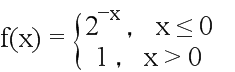 f(x) = { 2^{-x} ,   x ≤ 0
1 ,   x > 0